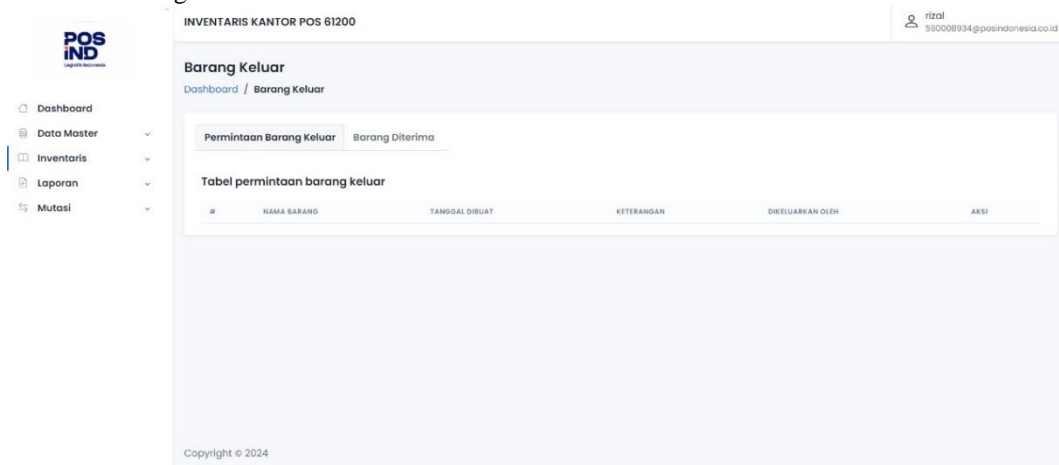 g
INVENTARIS KANTOR POS 61200
rizal
590008934@posindonesia.co.id
POS
IND
Logistik Indonesia
Barang Keluar
Dashboard / Barang Keluar
Dashboard
Data Master
Inventaris
Laporan
Mutasi
Permintaan Barang Keluar Barang Diterima
Tabel permintaan barang keluar
# NAMA BARANG TANGGAL DIBUAT KETERANGAN DIKELUARKAN OLEH AKSI
Copyright © 2024